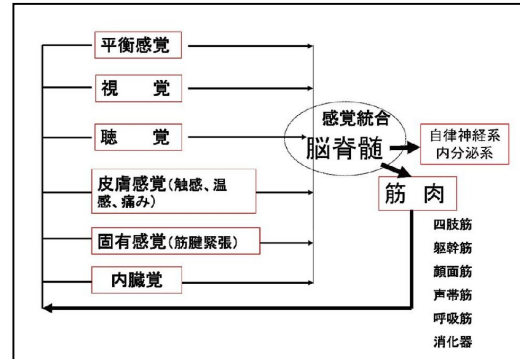 平衡感覚
視　覚
聴　覚
皮膚感覚(触感、温
感、痛み)
固有感覚(筋腱緊張)
内臓覚
感覚統合
脳脊髄
自律神経系
内分泌系
筋　肉
四肢筋
躯幹筋
顔面筋
声帯筋
呼吸筋
消化器